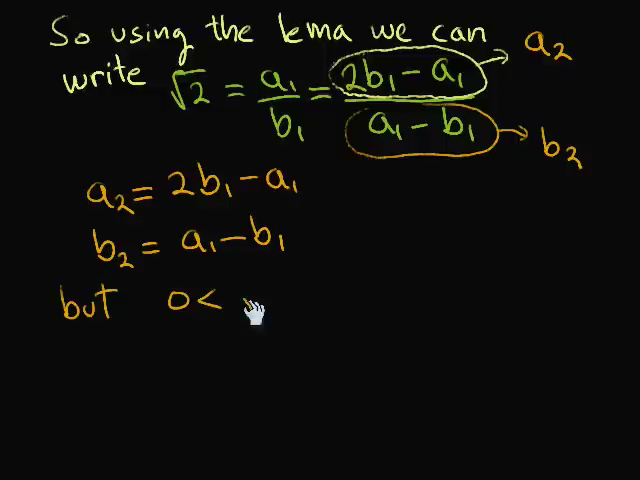 So using the lema we can
write √2 = a₁/b₁ = (2b₁ - a₁)/(a₁ - b₁) → a₂ → b₂
a₂ = 2b₁ - a₁
b₂ = a₁ - b₁
but 0 <